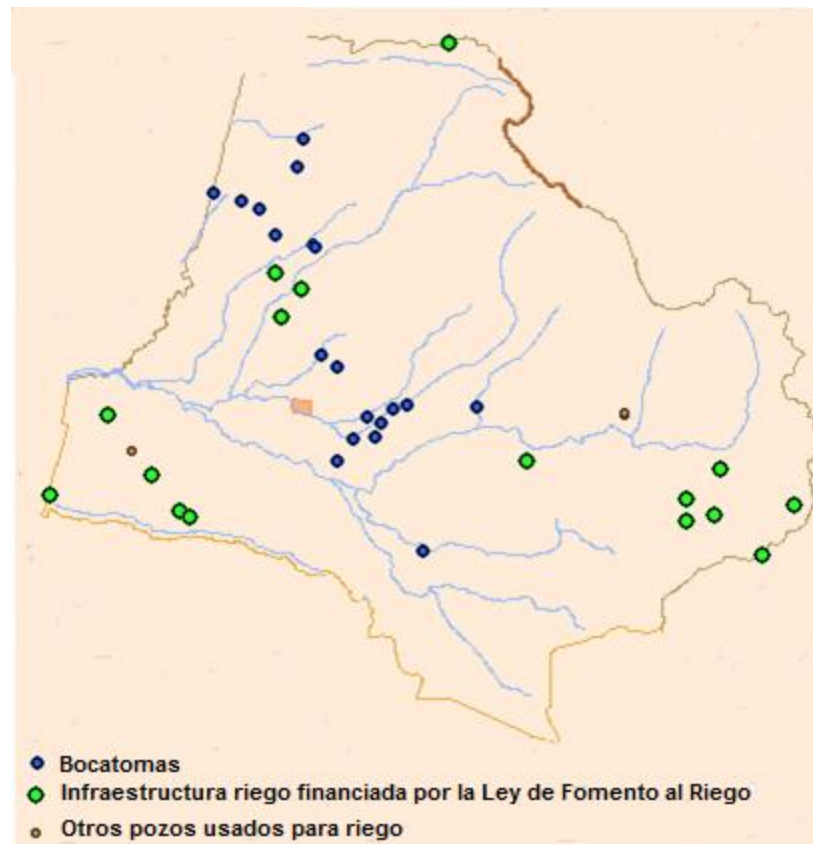 Bocatomas
Infraestructura riego financiada por la Ley de Fomento al Riego
Otros pozos usados para riego